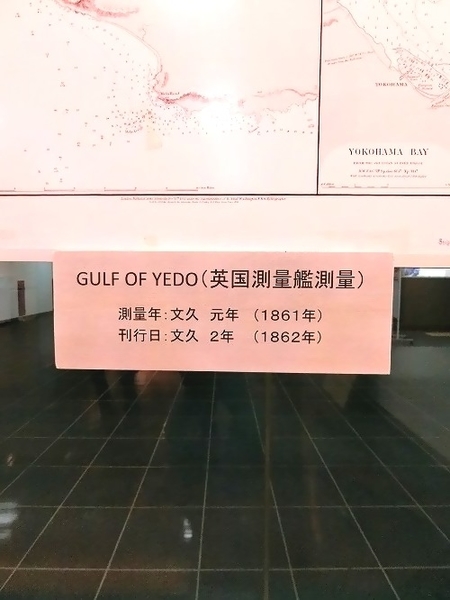 YOKOHAMA
YOKOHAMA BAY
GULF OF YEDO（英国測量艦測量）
測量年：文久 元年 （1861年）
刊行日：文久 2年 （1862年）